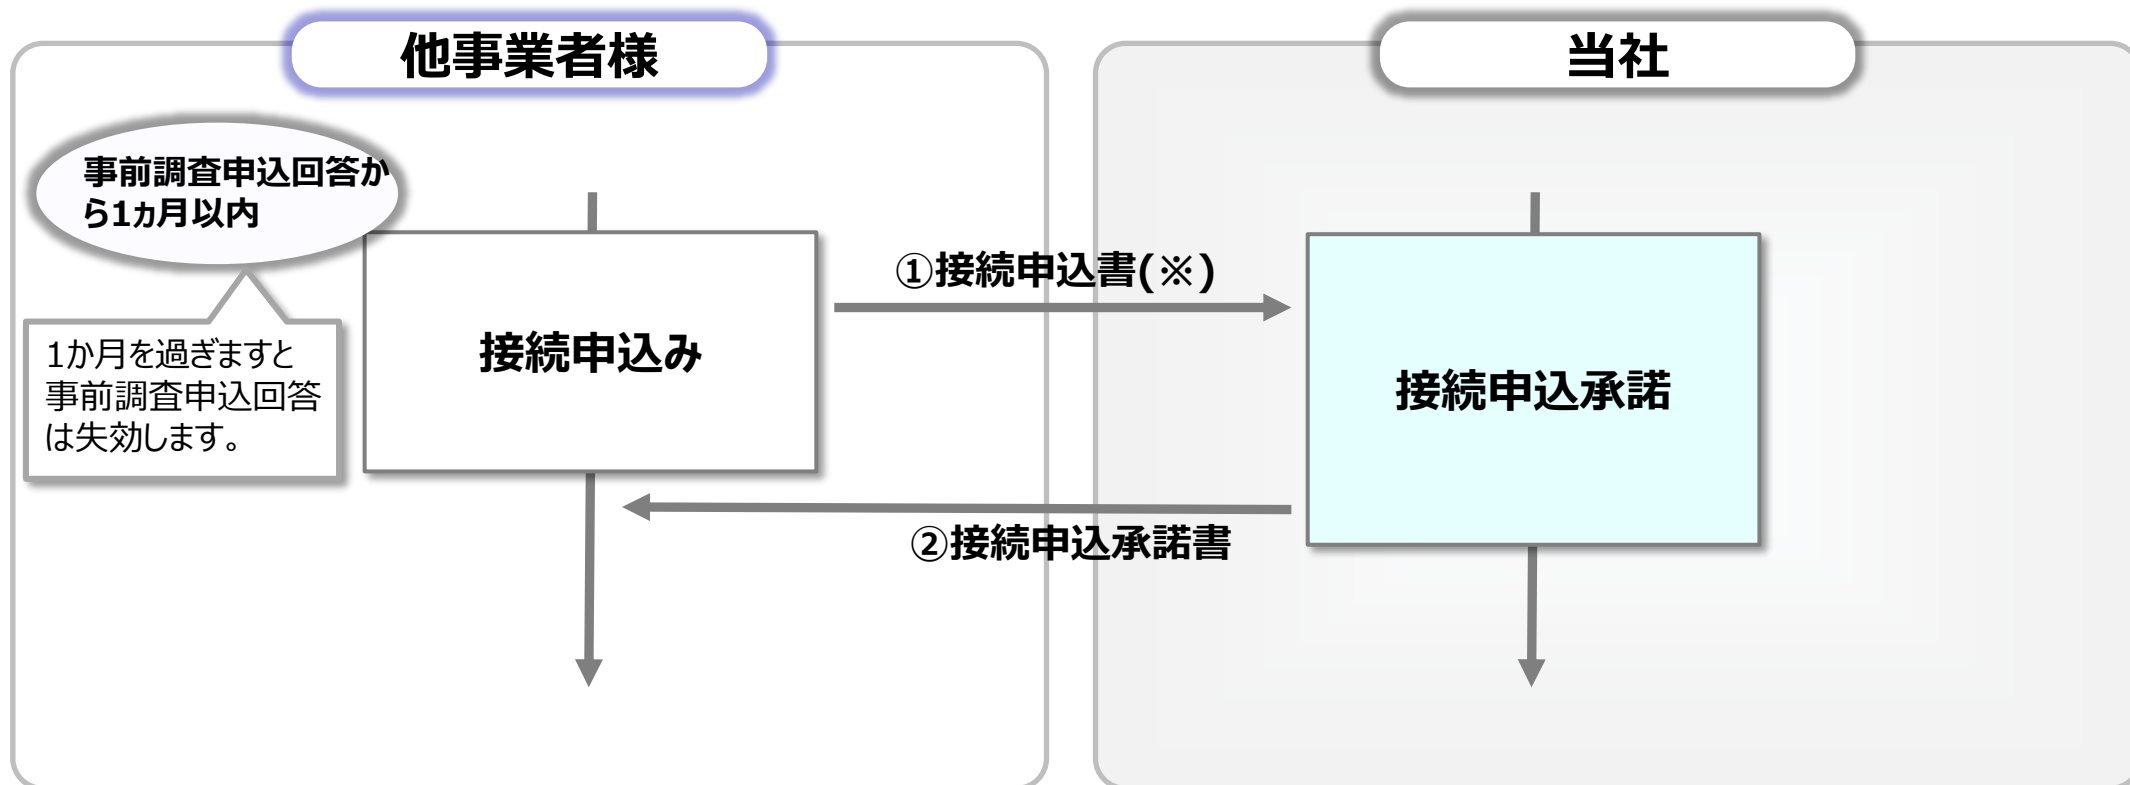 他事業者様
当社
事前調査申込回答か
ら1ヵ月以内
1か月を過ぎますと
事前調査申込回答
は失効します。
接続申込み
①接続申込書(※)
接続申込承諾
②接続申込承諾書